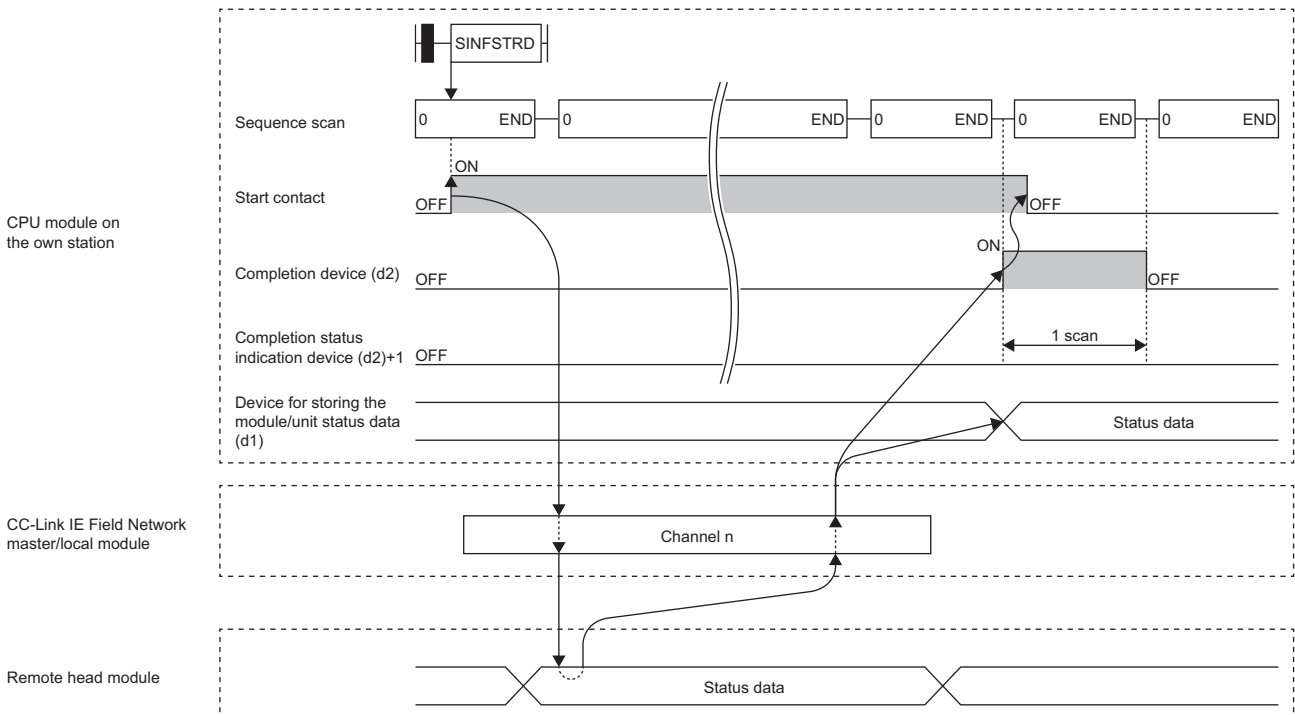 SINFSTRD
Sequence scan
0 END 0 END 0 END 0 END 0 END
ON
Start contact
OFF OFF
CPU module on
the own station
ON
Completion device (d2)
OFF OFF
Completion status
indication device (d2)+1
OFF
1 scan
Device for storing the
module/unit status data
(d1)
Status data
CC-Link IE Field Network
master/local module
Channel n
Remote head module
Status data